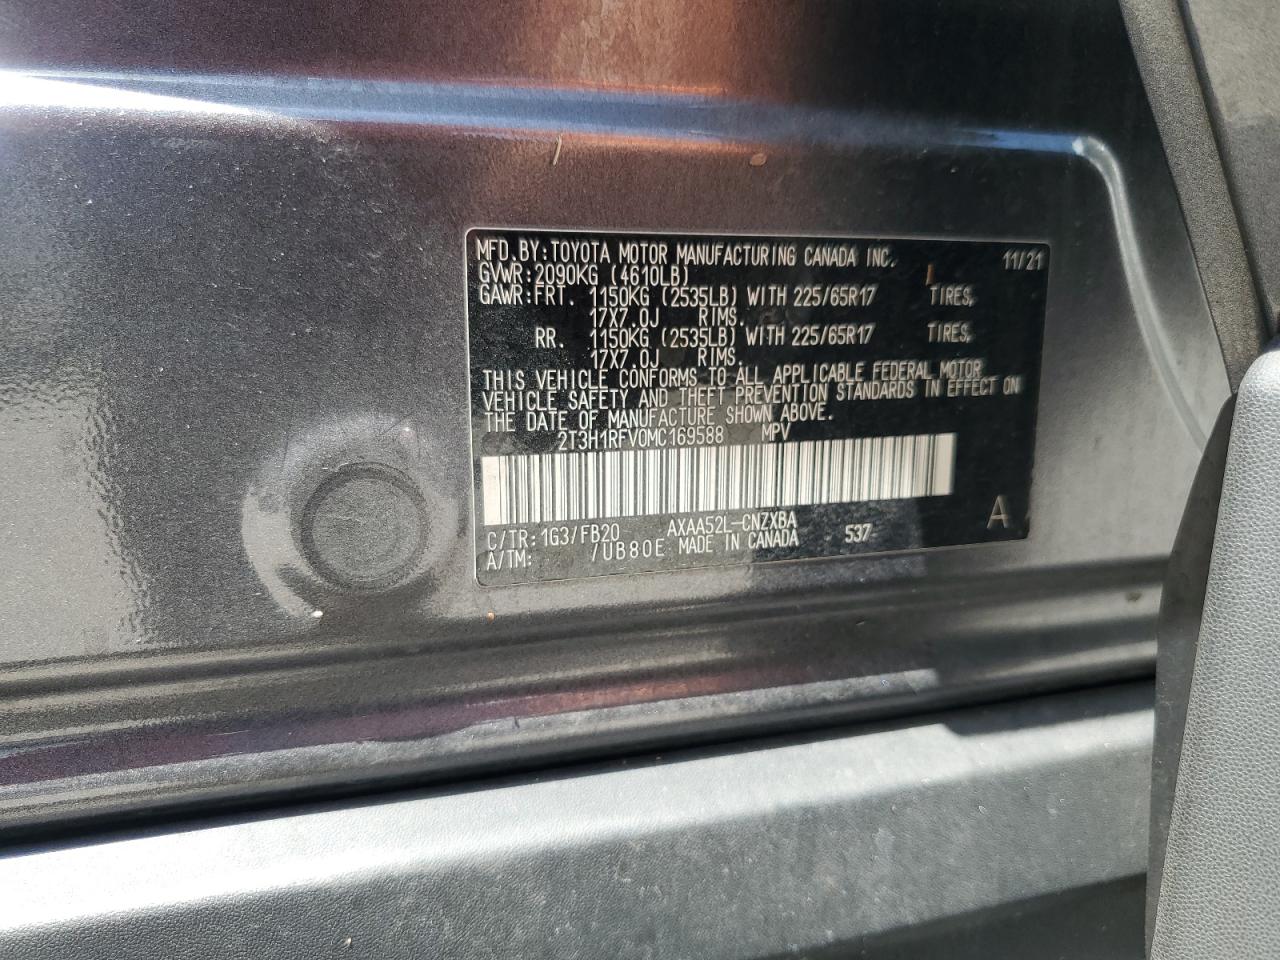 MFD.BY:TOYOTA MOTOR MANUFACTURING CANADA INC. 11/21
GVWR:2090KG (4610LB)
GAWR:FRT. 1150KG (2535LB) WITH 225/65R17 TIRES,
17X7.0J RIMS.
RR. 1150KG (2535LB) WITH 225/65R17 TIRES,
17X7.0J RIMS.
THIS VEHICLE CONFORMS TO ALL APPLICABLE FEDERAL MOTOR
VEHICLE SAFETY AND THEFT PREVENTION STANDARDS IN EFFECT ON
THE DATE OF MANUFACTURE SHOWN ABOVE.
2T3H1RFV0MC169588 MPV
C/TR:1G3/FB20 AXAA52L-CNZXBA 537 A
A/TM: /UB80E MADE IN CANADA